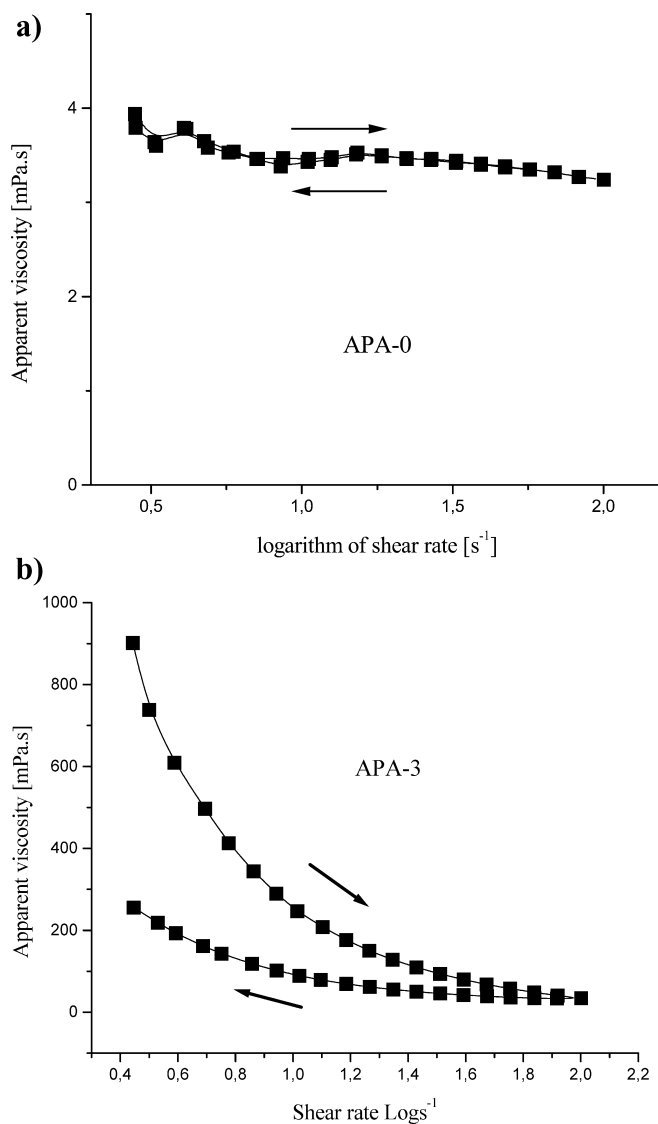 a)
Apparent viscosity [mPa.s]
4
2
0
APA-0
0,5 1,0 1,5 2,0
logarithm of shear rate [s⁻¹]
b)
Apparent viscosity [mPa.s]
1000
800
600
400
200
0
APA-3
0,4 0,6 0,8 1,0 1,2 1,4 1,6 1,8 2,0 2,2
Shear rate Logs⁻¹